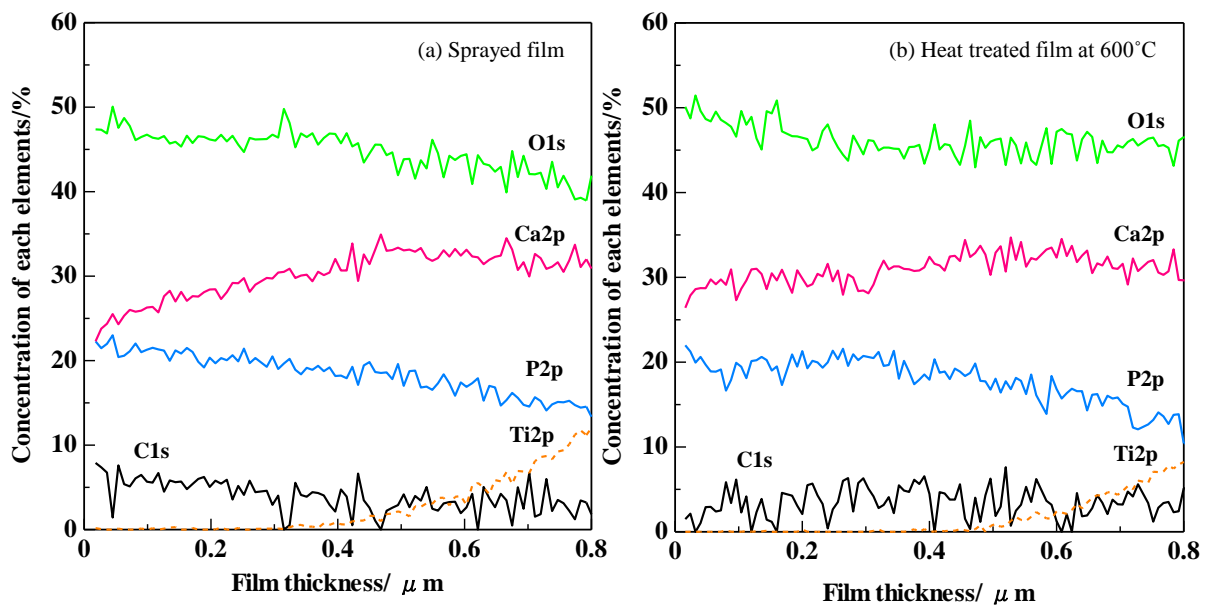 60
50
40
30
20
10
0
Concentration of each elements/%
(a) Sprayed film
O1s
Ca2p
P2p
Ti2p
C1s
0
0.2
0.4
0.6
0.8
Film thickness/ μ m
60
50
40
30
20
10
0
Concentration of each elements/%
(b) Heat treated film at 600˚C
O1s
Ca2p
P2p
Ti2p
C1s
0
0.2
0.4
0.6
0.8
Film thickness/ μ m